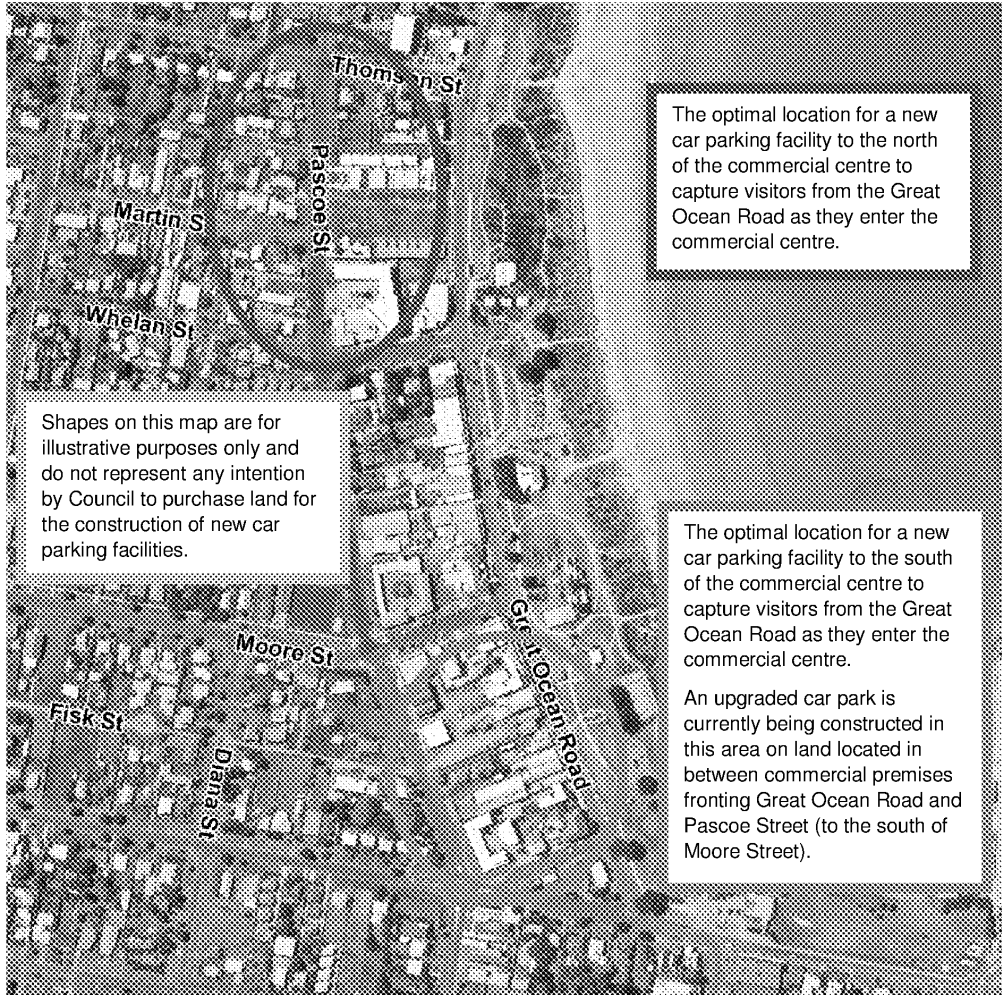 Thomson St
The optimal location for a new
car parking facility to the north
of the commercial centre to
capture visitors from the Great
Ocean Road as they enter the
commercial centre.
Pascoe St
Martin S
Whelan St
Shapes on this map are for
illustrative purposes only and
do not represent any intention
by Council to purchase land for
the construction of new car
parking facilities.
The optimal location for a new
car parking facility to the south
of the commercial centre to
capture visitors from the Great
Ocean Road as they enter the
commercial centre.
An upgraded car park is
currently being constructed in
this area on land located in
between commercial premises
fronting Great Ocean Road and
Pascoe Street (to the south of
Moore Street).
Great Ocean Road
Moore St
Fisk St
Diana St